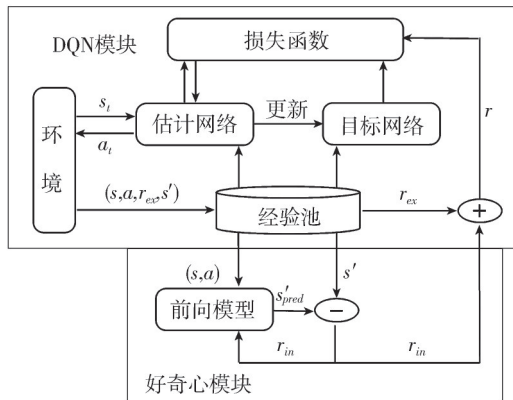 DQN模块
损失函数
环境
s_t
a_t
估计网络
更新
目标网络
r
(s,a,r_ex,s′)
经验池
r_ex
+
(s,a)
s′
前向模型
s′_pred
−
r_in
r_in
好奇心模块